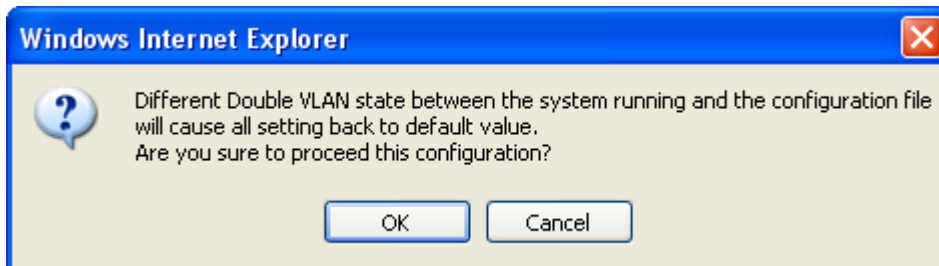 Windows Internet Explorer
Different Double VLAN state between the system running and the configuration file
will cause all setting back to default value.
Are you sure to proceed this configuration?
OK
Cancel